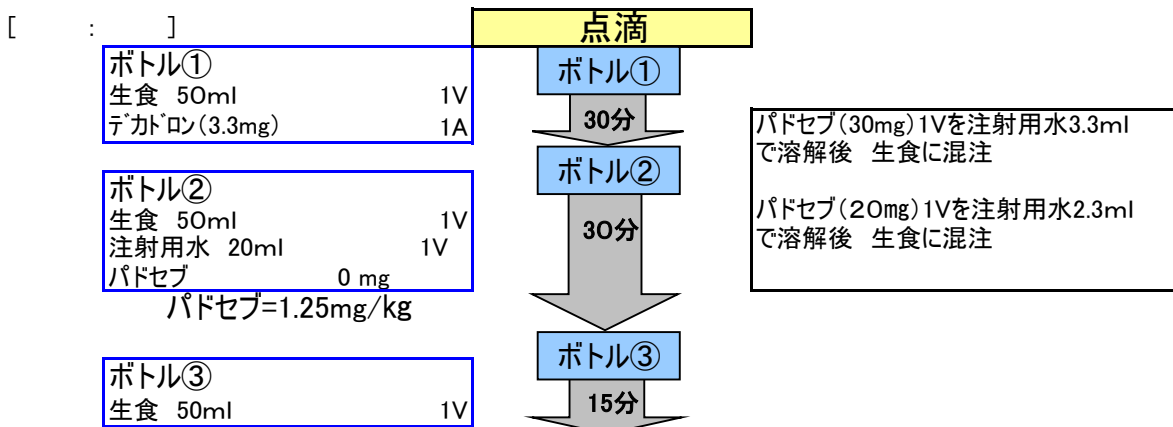 [　　:　　]
点滴
ボトル①
生食 50ml 1V
デカドロン(3.3mg) 1A
ボトル①
30分
ボトル②
生食 50ml 1V
注射用水 20ml 1V
パドセブ 0 mg
パドセブ=1.25mg/kg
ボトル②
30分
パドセブ(30mg)1Vを注射用水3.3ml
で溶解後 生食に混注
パドセブ(20mg)1Vを注射用水2.3ml
で溶解後 生食に混注
ボトル③
生食 50ml 1V
ボトル③
15分